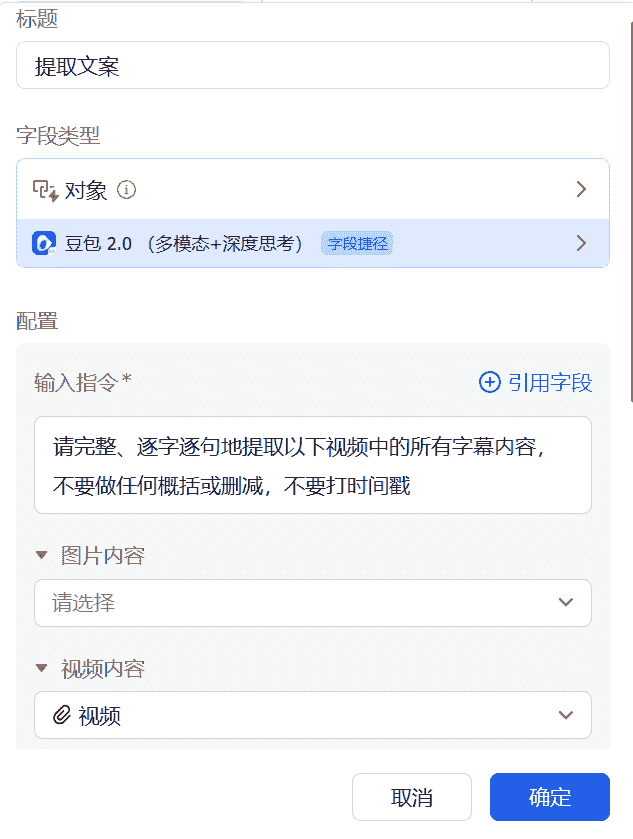 标题
提取文案
字段类型
对象
豆包 2.0 （多模态+深度思考） 字段捷径
配置
输入指令* 引用字段
请完整、逐字逐句地提取以下视频中的所有字幕内容，
不要做任何概括或删减，不要打时间戳
图片内容
请选择
视频内容
视频
取消 确定